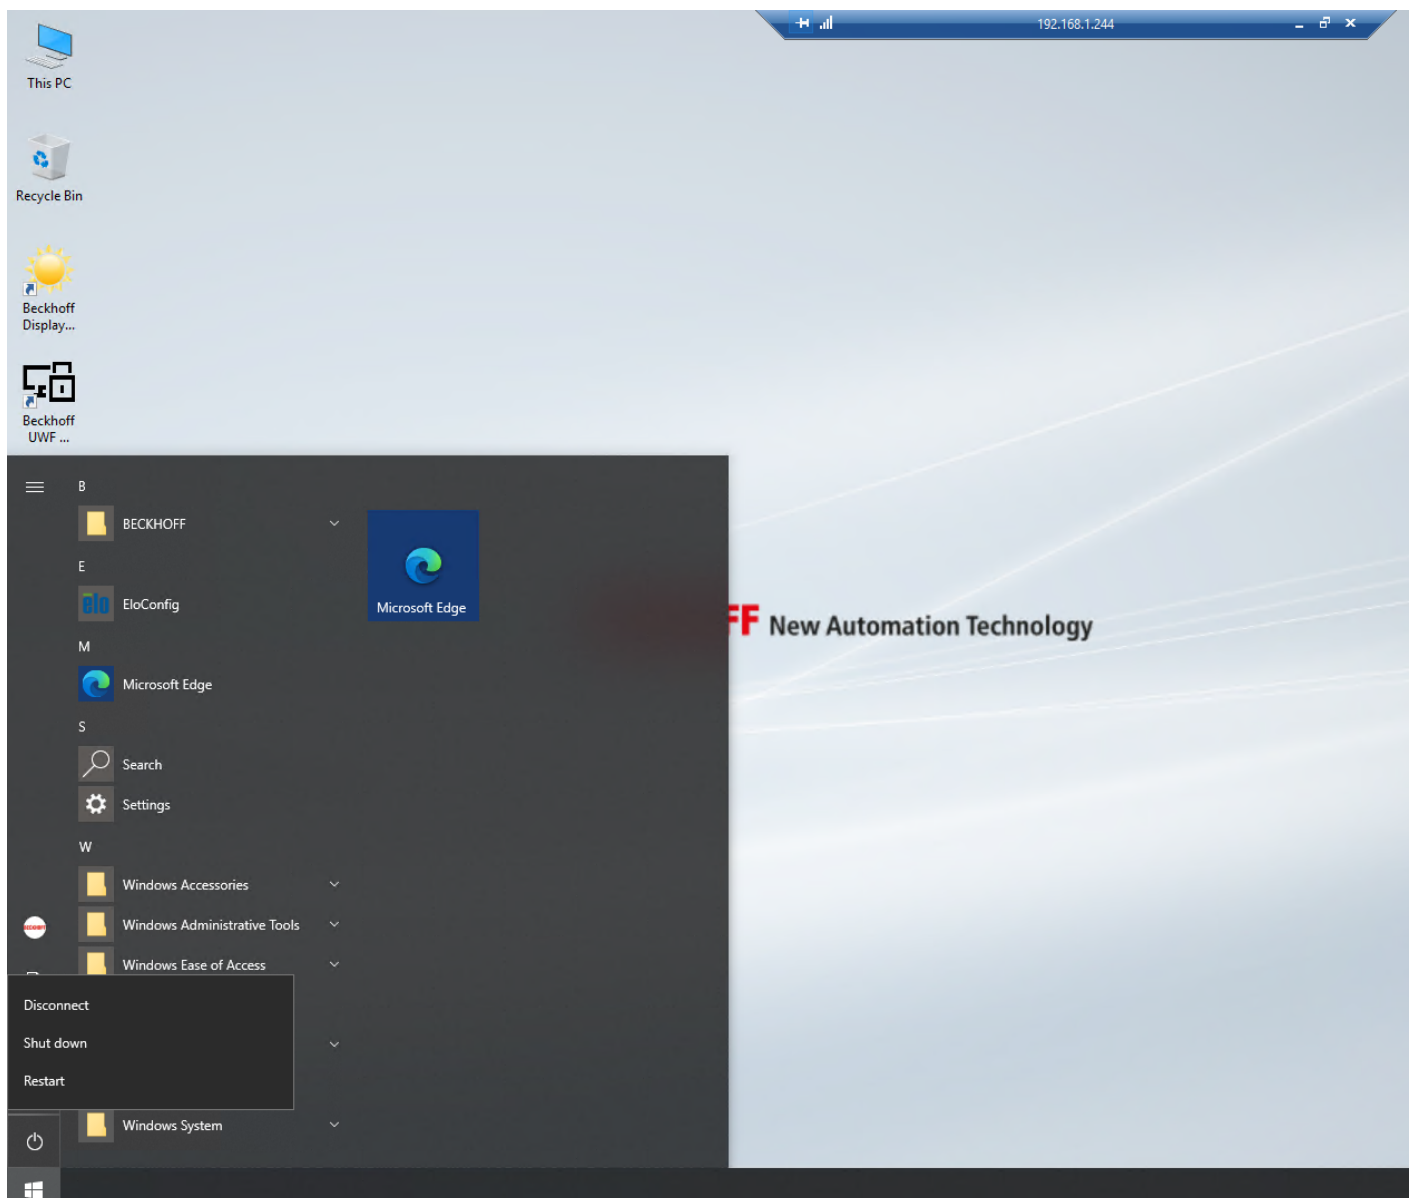 192.168.1.244
This PC
Recycle Bin
Beckhoff
Display...
Beckhoff
UWF ...
B
BECKHOFF
E
elo
EloConfig
Microsoft Edge
FF New Automation Technology
M
Microsoft Edge
S
Search
Settings
W
Windows Accessories
BECKHOFF
Windows Administrative Tools
Windows Ease of Access
Disconnect
Shut down
Restart
Windows System